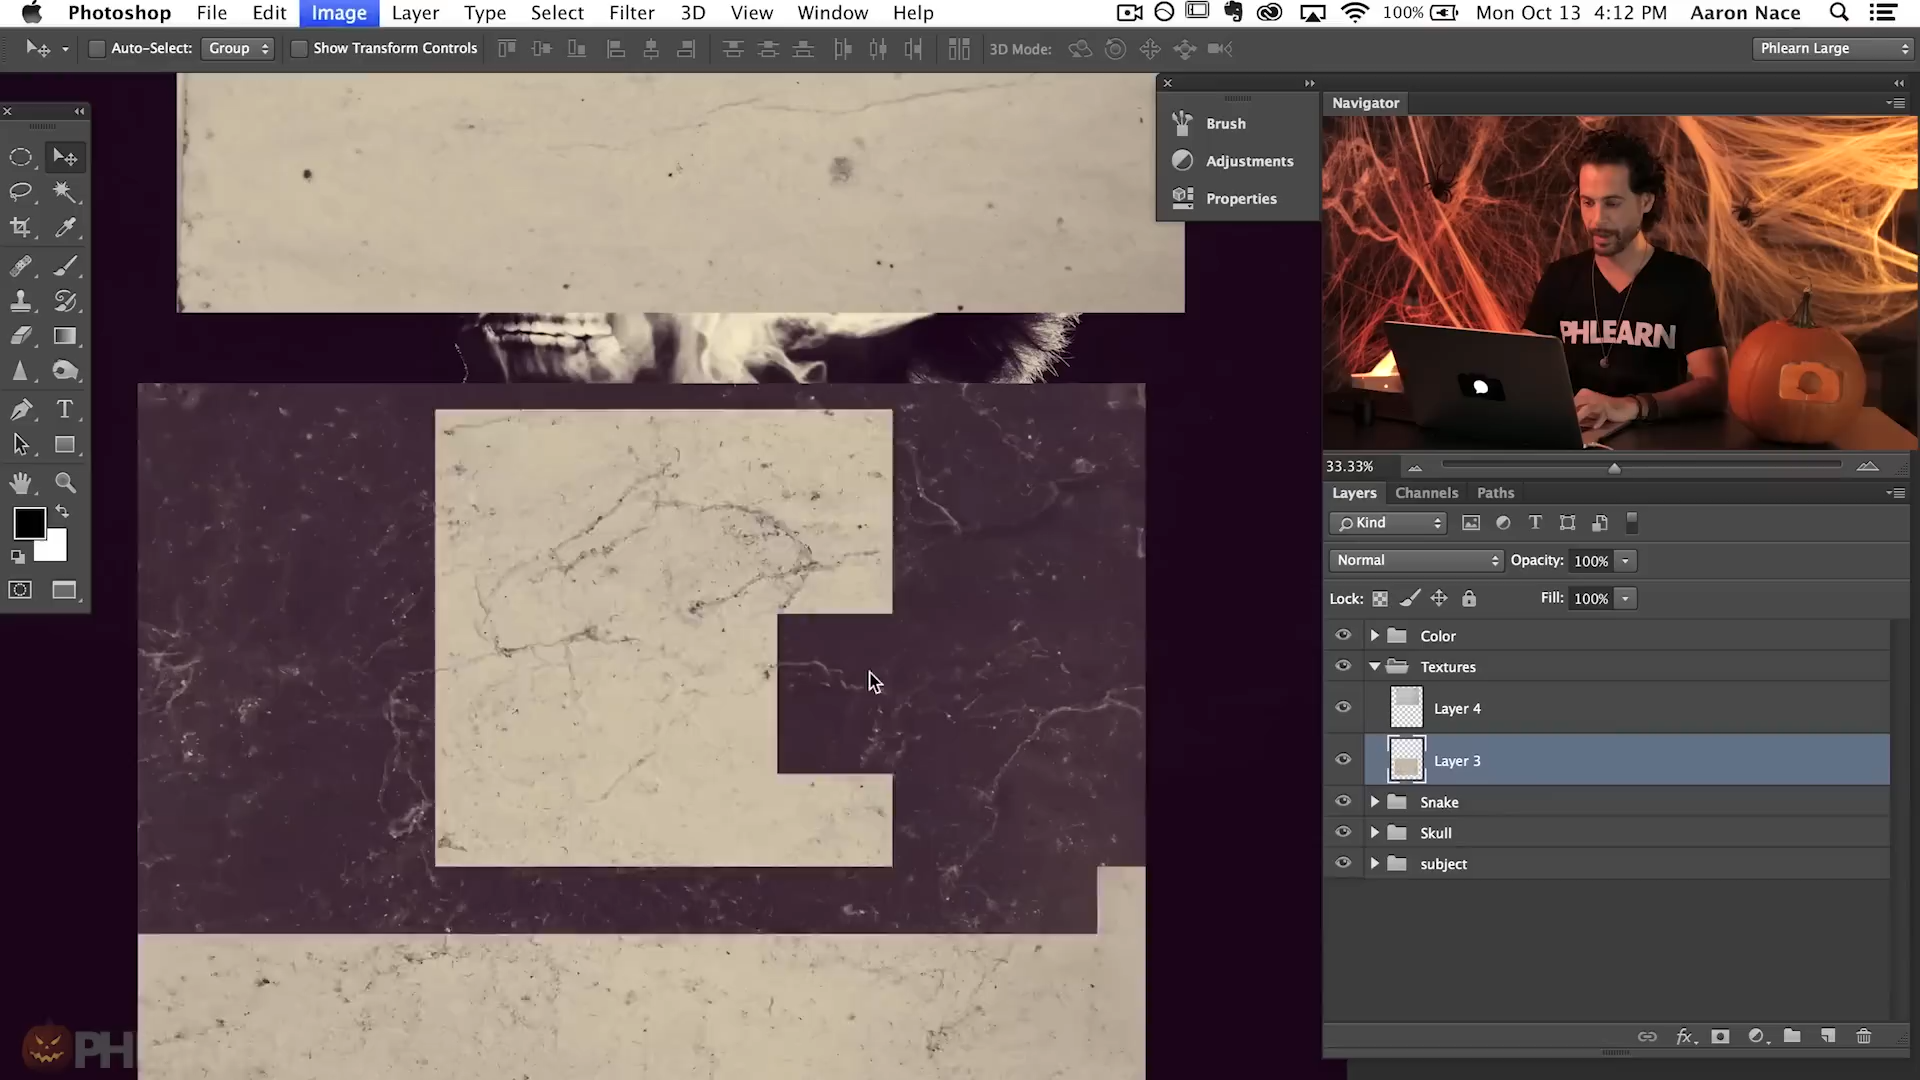 Photoshop File Edit Image Layer Type Select Filter 3D View Window Help 100% Mon Oct 13 4:12 PM Aaron Nace
Auto-Select: Group Show Transform Controls 3D Mode: Phlearn Large
Navigator
Brush
Adjustments
Properties
PHLEARN
33.33%
Layers Channels Paths
Kind
Normal Opacity: 100%
Lock: Fill: 100%
Color
Textures
Layer 4
Layer 3
Snake
Skull
subject
PH